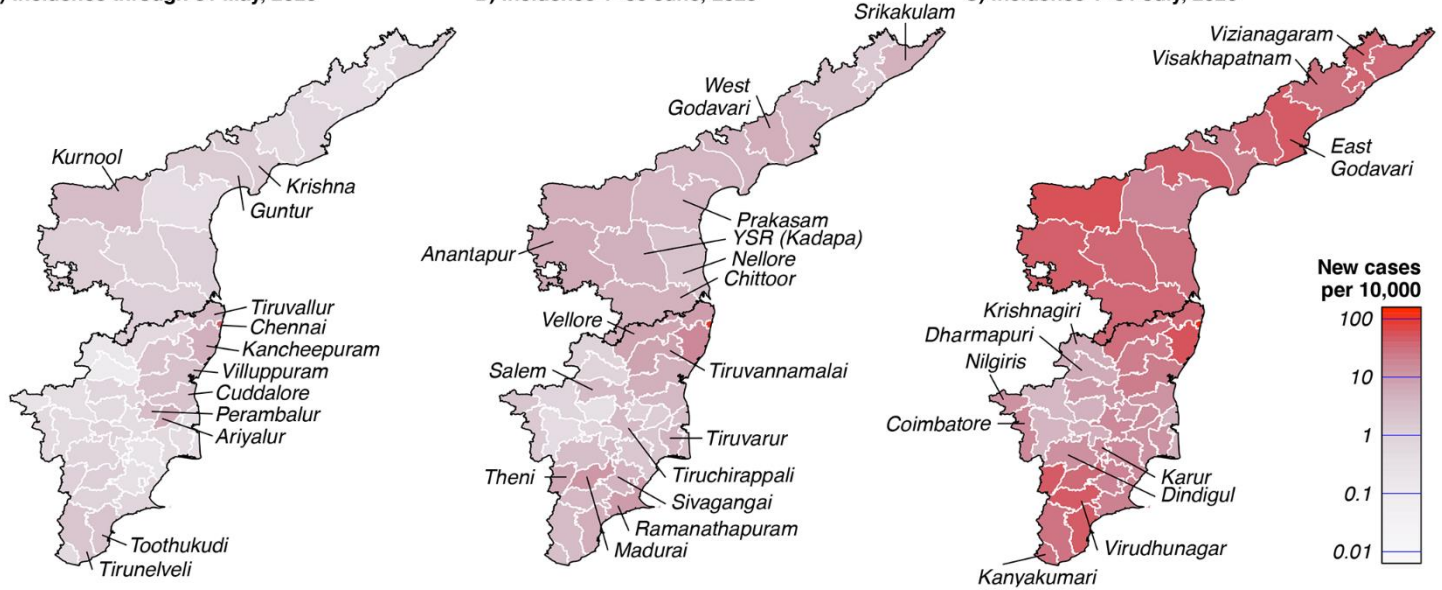 Srikakulam
West
Godavari
Kurnool
Krishna
Guntur
Tiruvallur
Chennai
Kancheepuram
Villuppuram
Cuddalore
Perambalur
Ariyalur
Toothukudi
Tirunelveli
Prakasam
YSR (Kadapa)
Nellore
Chittoor
Anantapur
Vellore
Tiruvannamalai
Salem
Tiruvarur
Tiruchirappali
Theni
Sivagangai
Ramanathapuram
Madurai
Vizianagaram
Visakhapatnam
East
Godavari
Krishnagiri
Dharmapuri
Nilgiris
Coimbatore
Karur
Dindigul
Virudhunagar
Kanyakumari
New cases
per 10,000
100
10
1
0.1
0.01